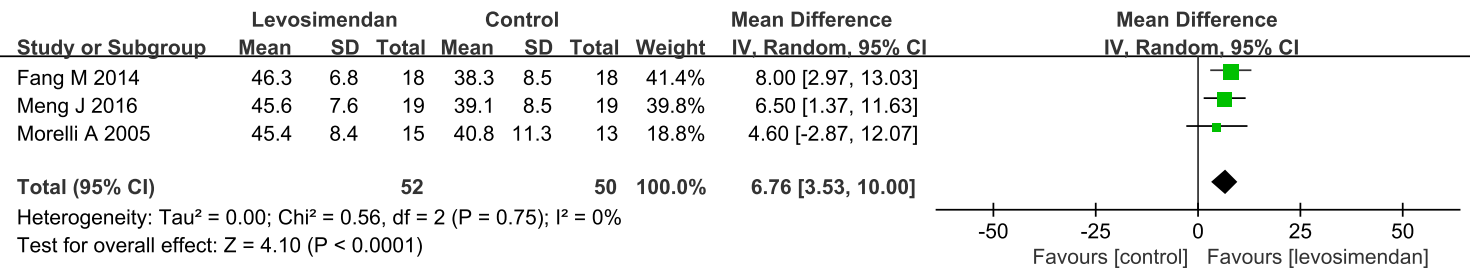 Levosimendan Control Mean Difference Mean Difference
Study or Subgroup Mean SD Total Mean SD Total Weight IV, Random, 95% CI IV, Random, 95% CI
Fang M 2014 46.3 6.8 18 38.3 8.5 18 41.4% 8.00 [2.97, 13.03]
Meng J 2016 45.6 7.6 19 39.1 8.5 19 39.8% 6.50 [1.37, 11.63]
Morelli A 2005 45.4 8.4 15 40.8 11.3 13 18.8% 4.60 [-2.87, 12.07]
Total (95% CI) 52 50 100.0% 6.76 [3.53, 10.00]
Heterogeneity: Tau² = 0.00; Chi² = 0.56, df = 2 (P = 0.75); I² = 0%
Test for overall effect: Z = 4.10 (P < 0.0001)
-50 -25 0 25 50
Favours [control] Favours [levosimendan]